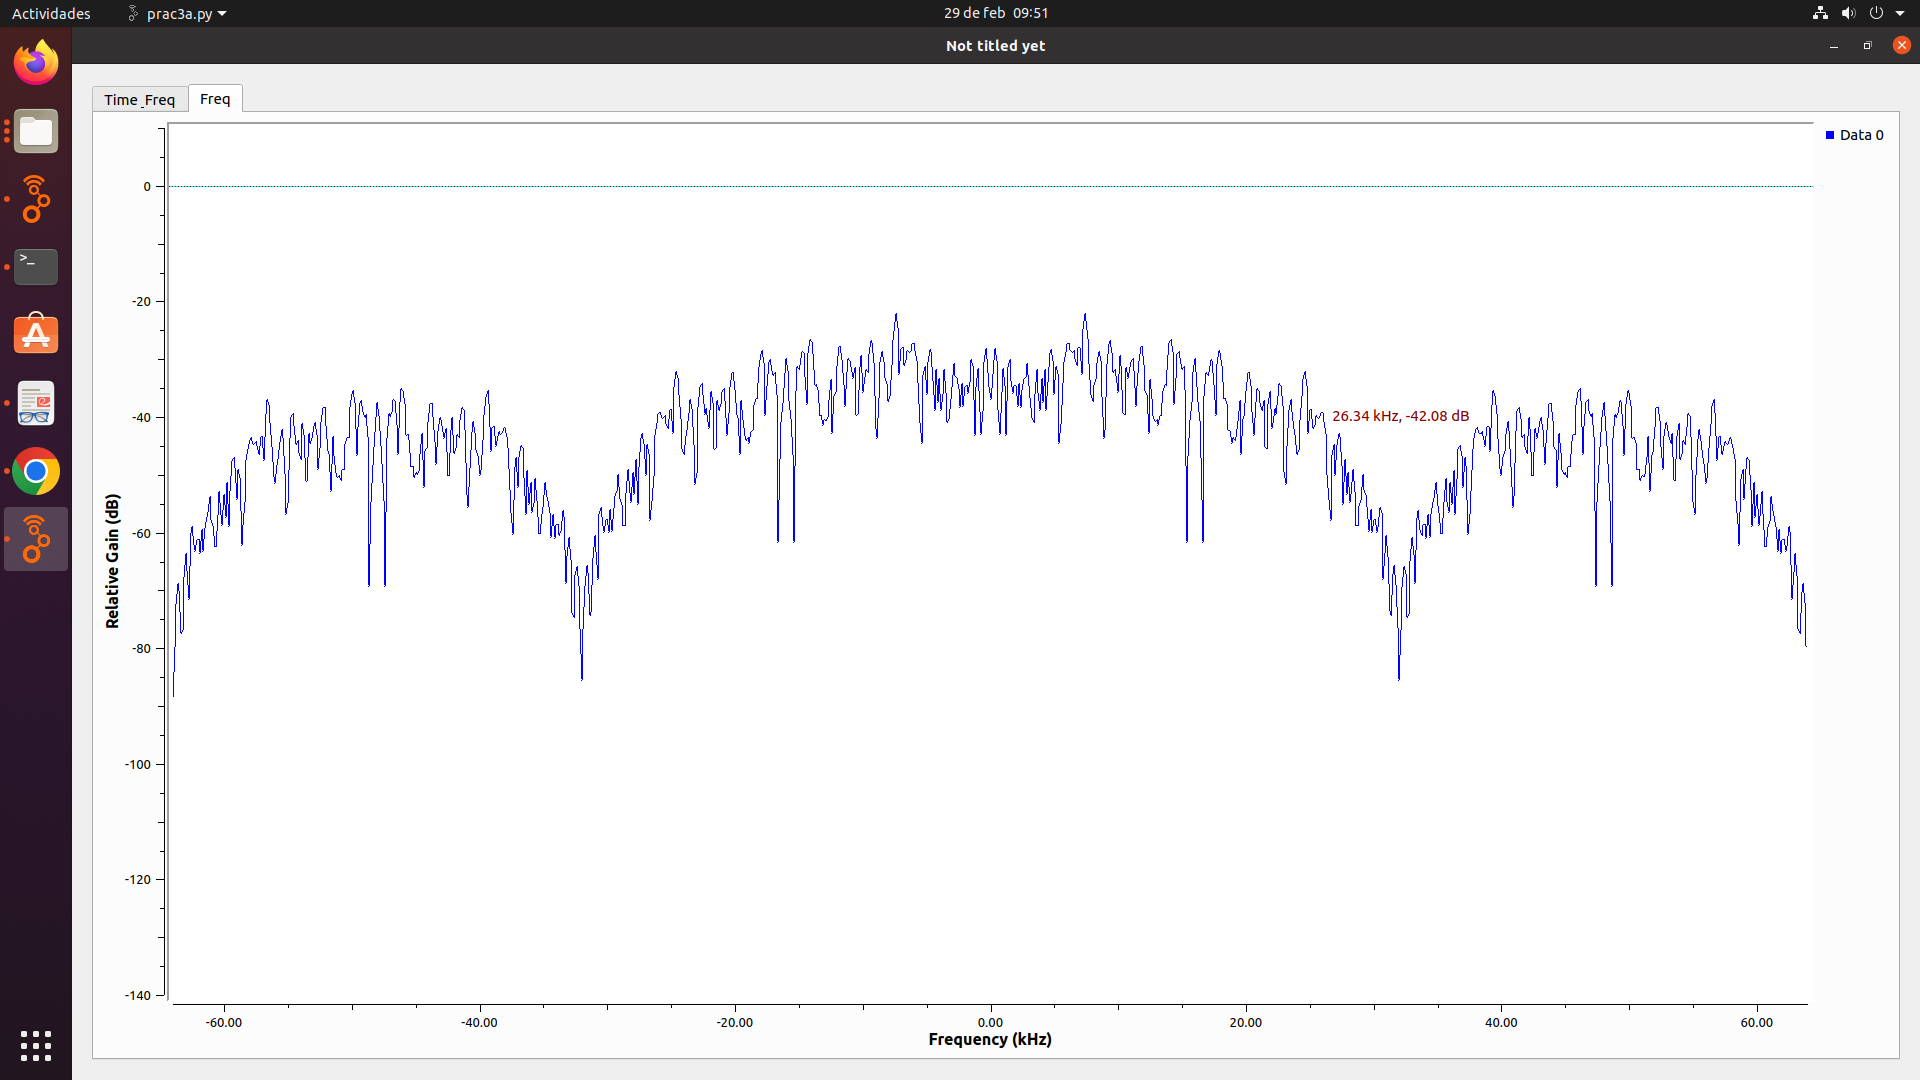 Actividades prac3a.py 29 de feb 09:51
Not titled yet
Time _Freq Freq
Data 0
0
-20
-40
-60
-80
-100
-120
-140
Relative Gain (dB)
26.34 kHz, -42.08 dB
-60.00 -40.00 -20.00 0.00 20.00 40.00 60.00
Frequency (kHz)